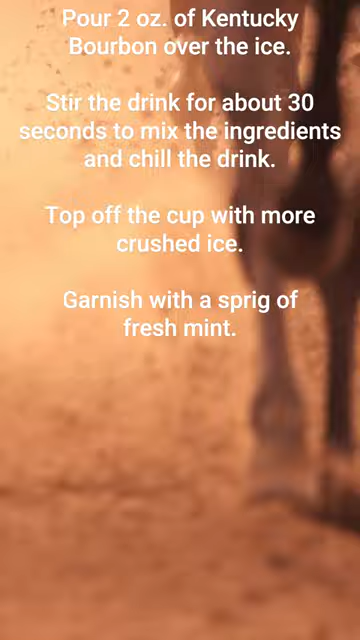 Pour 2 oz. of Kentucky
Bourbon over the ice.
Stir the drink for about 30
seconds to mix the ingredients
and chill the drink.
Top off the cup with more
crushed ice.
Garnish with a sprig of
fresh mint.